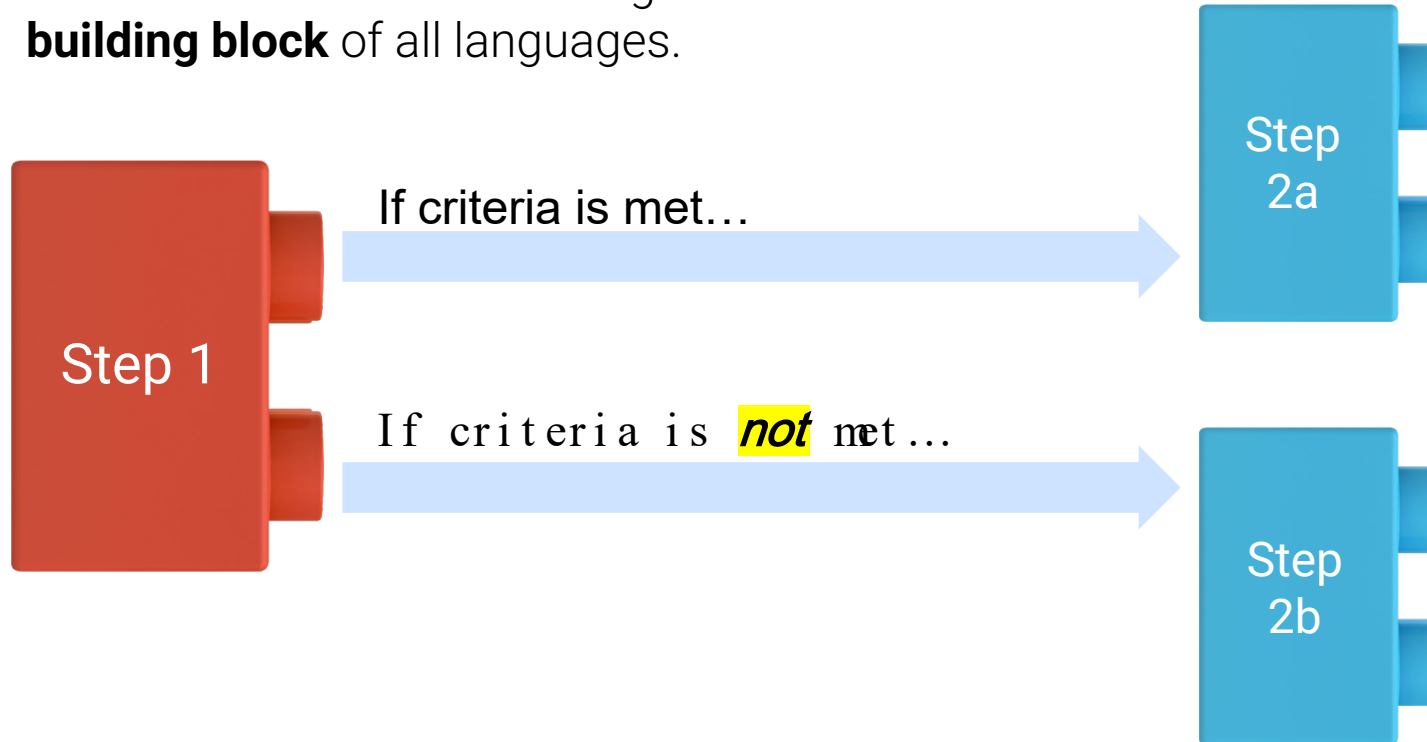 building block of all languages.
If criteria is met…
Step 1
If criteria is not met…
Step
2a
Step
2b